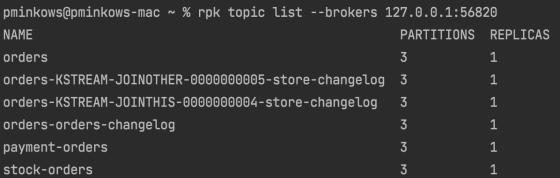 pminkows@pminkows-mac ~ % rpk topic list --brokers 127.0.0.1:56820
NAME PARTITIONS REPLICAS
orders 3 1
orders-KSTREAM-JOINOTHER-0000000005-store-changelog 3 1
orders-KSTREAM-JOINTHIS-0000000004-store-changelog 3 1
orders-orders-changelog 3 1
payment-orders 3 1
stock-orders 3 1